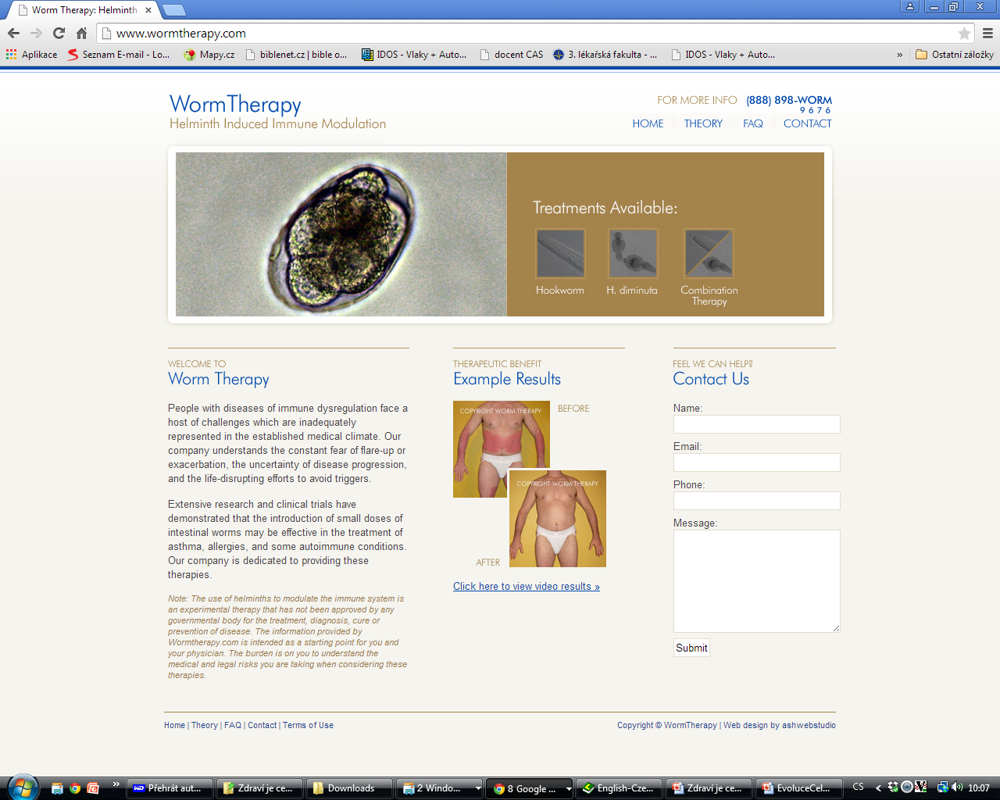 Worm Therapy: Helminth
www.wormtherapy.com
Aplikace
Seznam E-mail - Lo...
Mapy.cz
biblenet.cz | bible o...
IDOS - Vlaky + Auto...
docent CAS
3. lékařská fakulta - ...
IDOS - Vlaky + Auto...
»
Ostatní záložky
WormTherapy
Helminth Induced Immune Modulation
FOR MORE INFO (888) 898-WORM
9 6 7 6
HOME
THEORY
FAQ
CONTACT
Treatments Available:
Hookworm
H. diminuta
Combination
Therapy
WELCOME TO
Worm Therapy
People with diseases of immune dysregulation face a
host of challenges which are inadequately
represented in the established medical climate. Our
company understands the constant fear of flare-up or
exacerbation, the uncertainty of disease progression,
and the life-disrupting efforts to avoid triggers.
Extensive research and clinical trials have
demonstrated that the introduction of small doses of
intestinal worms may be effective in the treatment of
asthma, allergies, and some autoimmune conditions.
Our company is dedicated to providing these
therapies.
Note: The use of helminths to modulate the immune system is
an experimental therapy that has not been approved by any
governmental body for the treatment, diagnosis, cure or
prevention of disease. The information provided by
Wormtherapy.com is intended as a starting point for you and
your physician. The burden is on you to understand the
medical and legal risks you are taking when considering these
therapies.
THERAPEUTIC BENEFIT
Example Results
COPYRIGHT WORM THERAPY
BEFORE
COPYRIGHT WORM THERAPY
AFTER
Click here to view video results »
FEEL WE CAN HELP?
Contact Us
Name:
Email:
Phone:
Message:
Submit
Home | Theory | FAQ | Contact | Terms of Use
Copyright © WormTherapy | Web design by ashwebstudio
»
Přehrát aut...
Zdraví je ce...
Downloads
2 Windo...
8 Google ...
English-Cze...
Zdraví je ce...
EvoluceCel...
CS
10:07